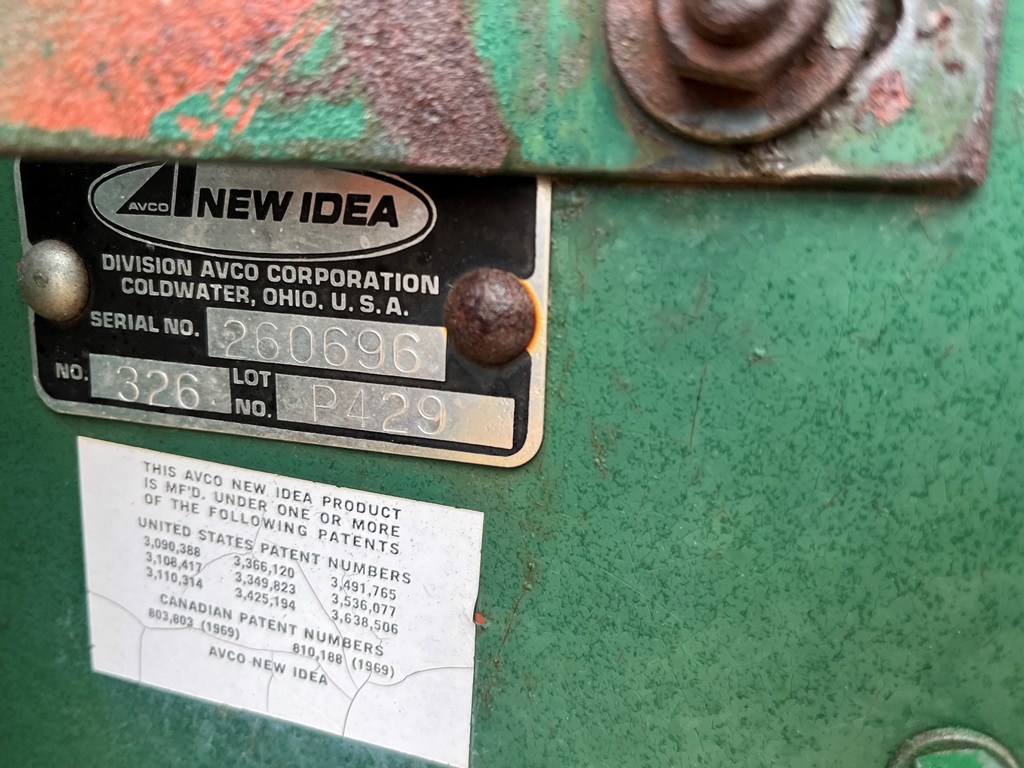 AVCO NEW IDEA
DIVISION AVCO CORPORATION
COLDWATER, OHIO. U. S. A.
SERIAL NO. 260696
NO. 326 LOT NO. P429
THIS AVCO NEW IDEA PRODUCT
IS MF'D. UNDER ONE OR MORE
OF THE FOLLOWING PATENTS
UNITED STATES PATENT NUMBERS
3,090,388 3,366,120 3,491,765
3,108,417 3,349,823 3,536,077
3,110,314 3,425,194 3,638,506
CANADIAN PATENT NUMBERS
803,803 (1969) 810,188 (1969)
AVCO NEW IDEA